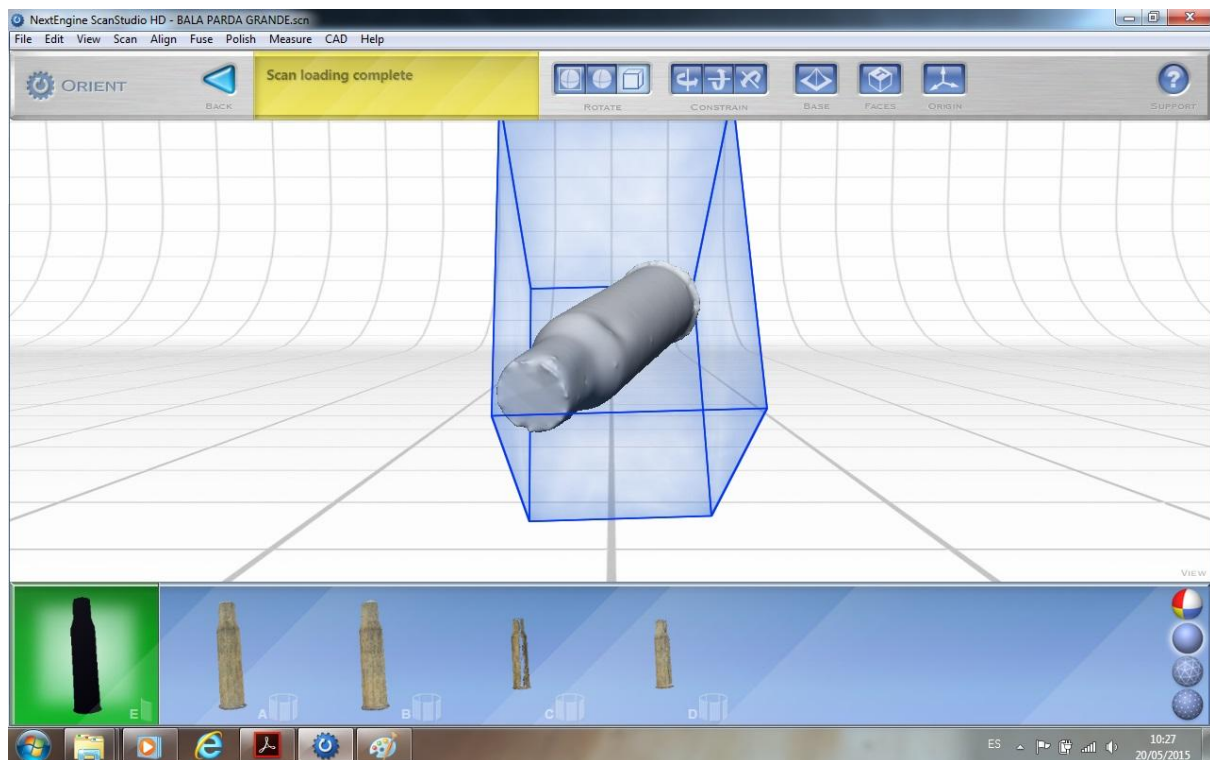 NextEngine ScanStudio HD - BALA PARDA GRANDE.scn
File Edit View Scan Align Fuse Polish Measure CAD Help
ORIENT
BACK
Scan loading complete
ROTATE
CONSTRAIN
BASE
FACES
ORIGIN
SUPPORT
VIEW
E
A
B
C
D
ES
10:27
20/05/2015